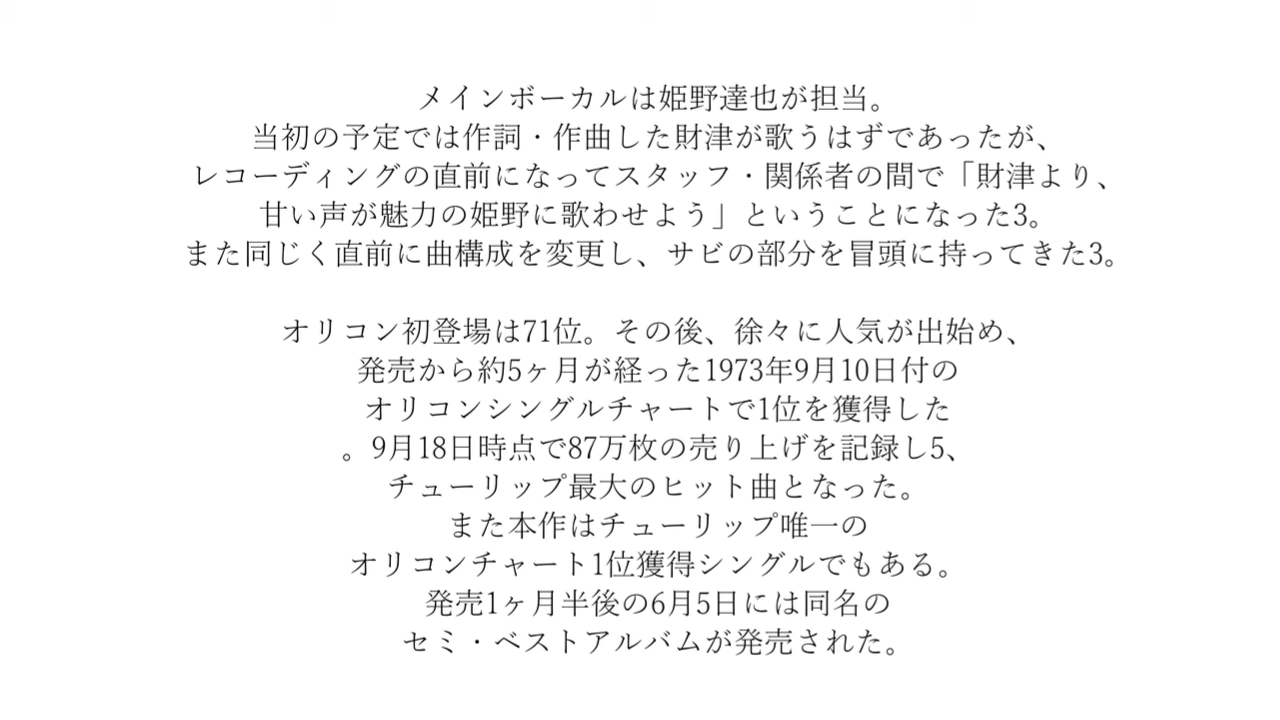 メインボーカルは姫野達也が担当。
当初の予定では作詞・作曲した財津が歌うはずであったが、
レコーディングの直前になってスタッフ・関係者の間で「財津より、
甘い声が魅力の姫野に歌わせよう」ということになった3。
また同じく直前に曲構成を変更し、サビの部分を冒頭に持ってきた3。
オリコン初登場は71位。その後、徐々に人気が出始め、
発売から約5ヶ月が経った1973年9月10日付の
オリコンシングルチャートで1位を獲得した
。9月18日時点で87万枚の売り上げを記録し5、
チューリップ最大のヒット曲となった。
また本作はチューリップ唯一の
オリコンチャート1位獲得シングルでもある。
発売1ヶ月半後の6月5日には同名の
セミ・ベストアルバムが発売された。